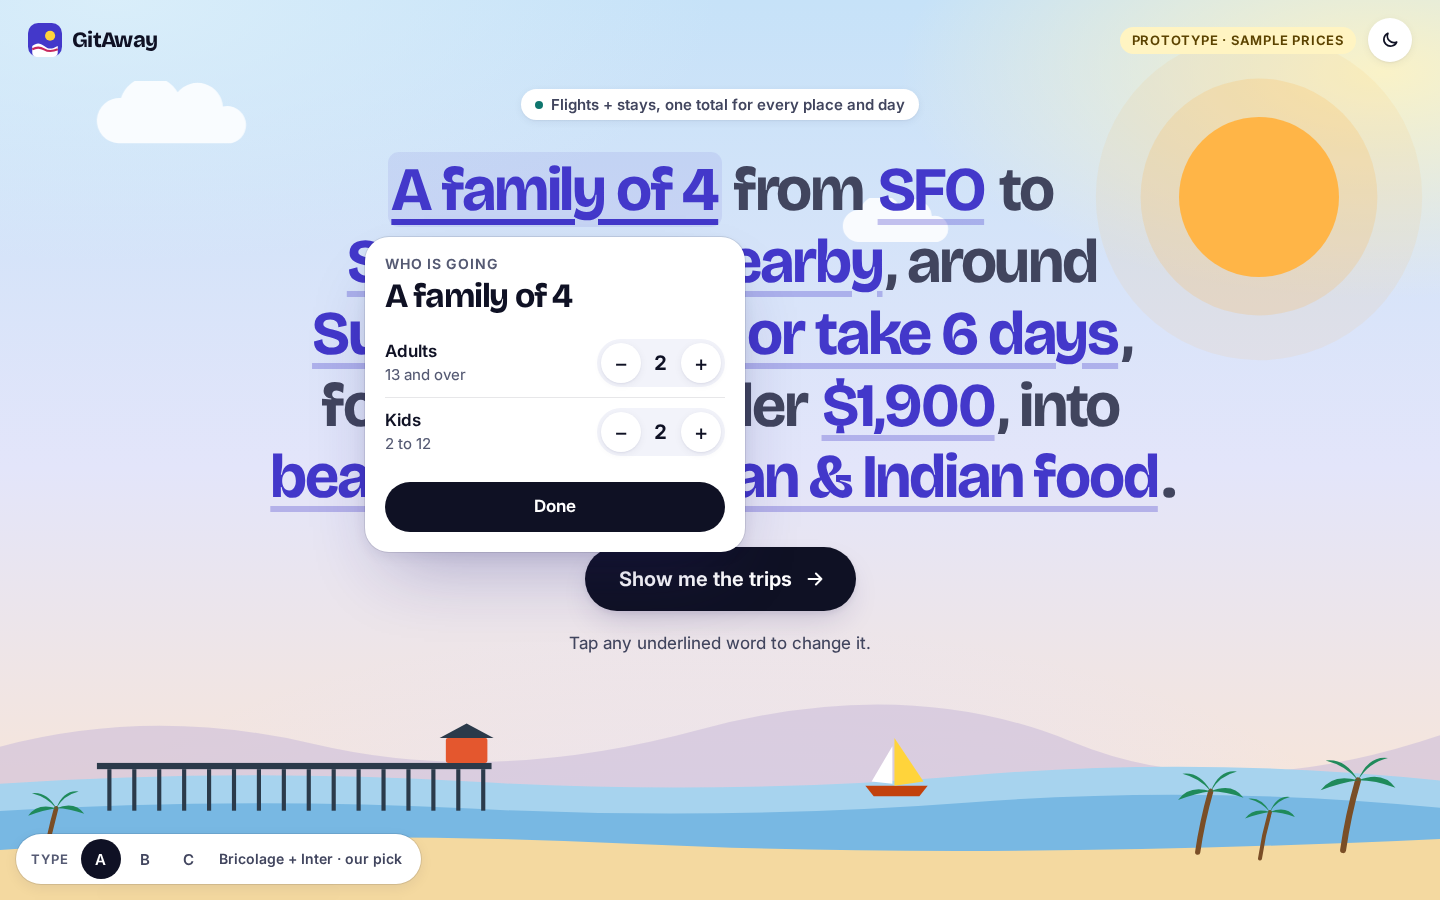 GitAway
PROTOTYPE · SAMPLE PRICES
Flights + stays, one total for every place and day
A family of 4 from SFO to
earby, around
or take 6 days,
$1,900, into
& Indian food.
WHO IS GOING
A family of 4
Adults
13 and over
− 2 +
Kids
2 to 12
− 2 +
Done
Show me the trips →
Tap any underlined word to change it.
TYPE A B C Bricolage + Inter · our pick